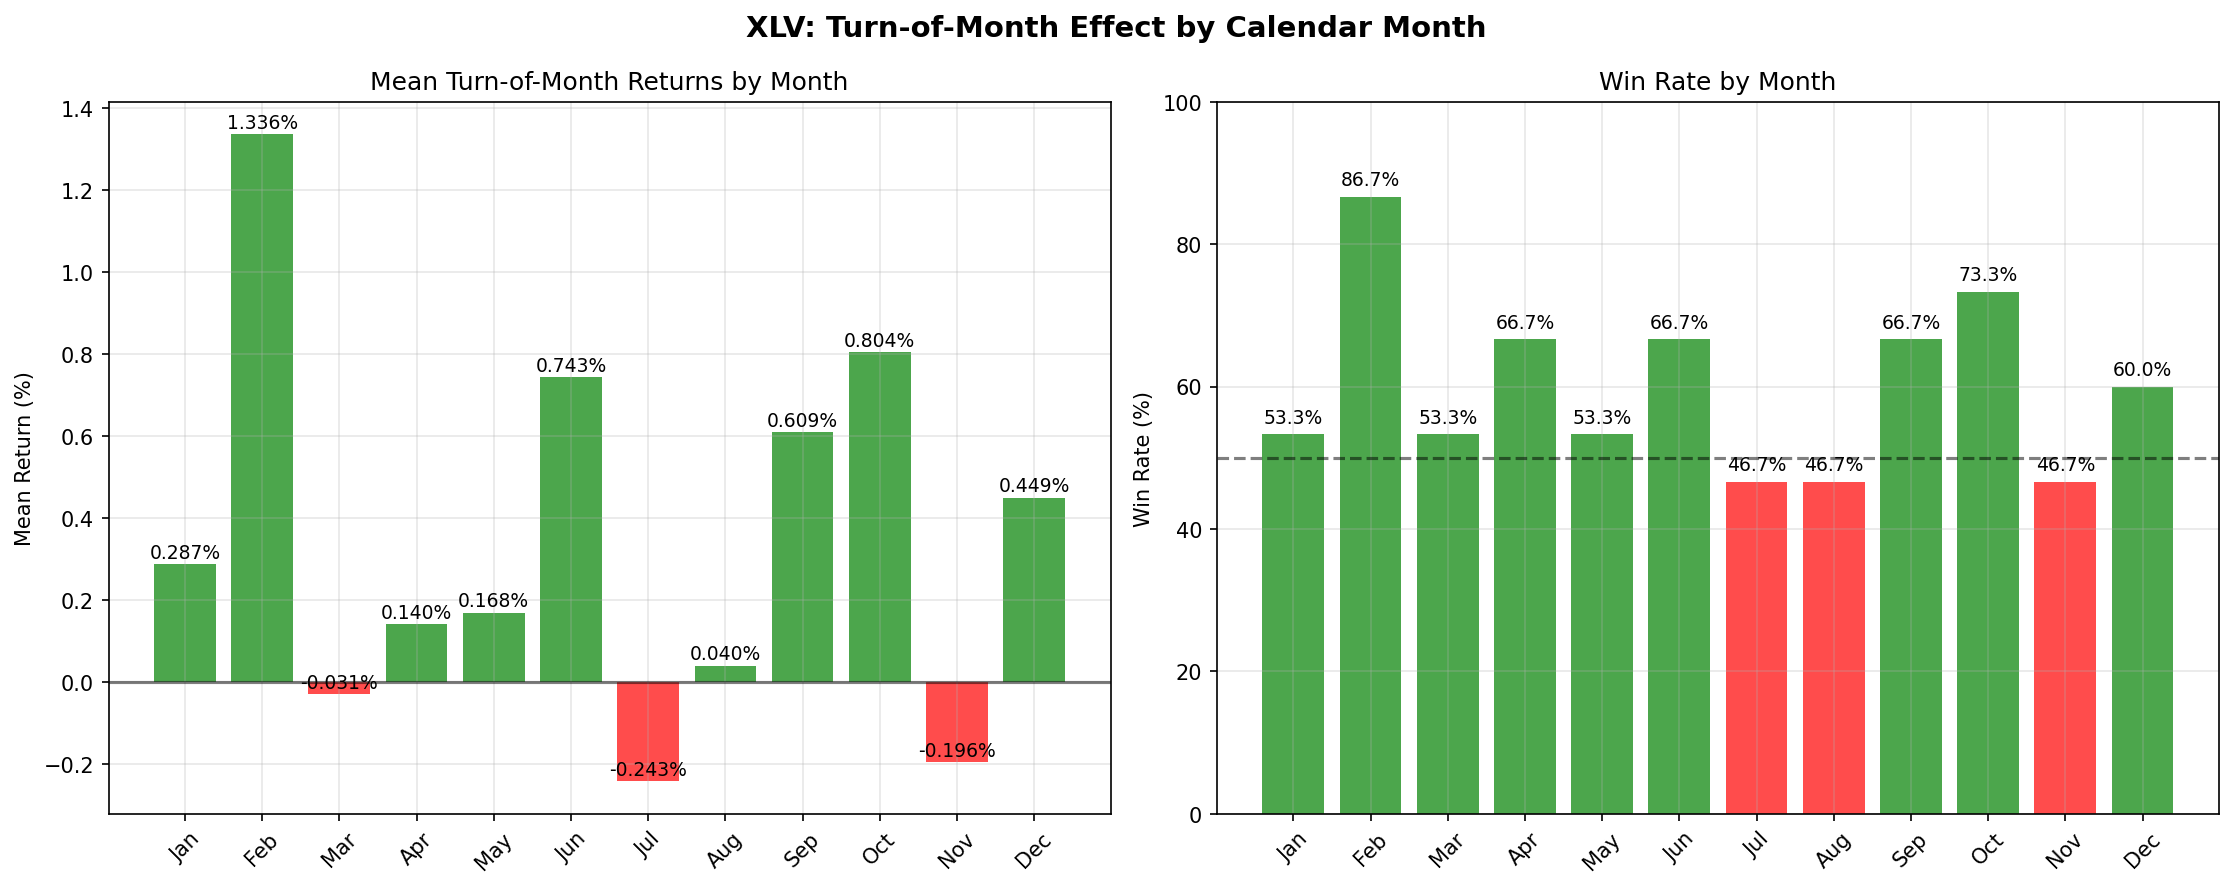 XLV: Turn-of-Month Effect by Calendar Month
Mean Turn-of-Month Returns by Month
Mean Return (%)
1.4
1.2
1.0
0.8
0.6
0.4
0.2
0.0
−0.2
0.287%
1.336%
-0.031%
0.140%
0.168%
0.743%
-0.243%
0.040%
0.609%
0.804%
-0.196%
0.449%
Jan
Feb
Mar
Apr
May
Jun
Jul
Aug
Sep
Oct
Nov
Dec
Win Rate by Month
Win Rate (%)
100
80
60
40
20
0
53.3%
86.7%
53.3%
66.7%
53.3%
66.7%
46.7%
46.7%
66.7%
73.3%
46.7%
60.0%
Jan
Feb
Mar
Apr
May
Jun
Jul
Aug
Sep
Oct
Nov
Dec